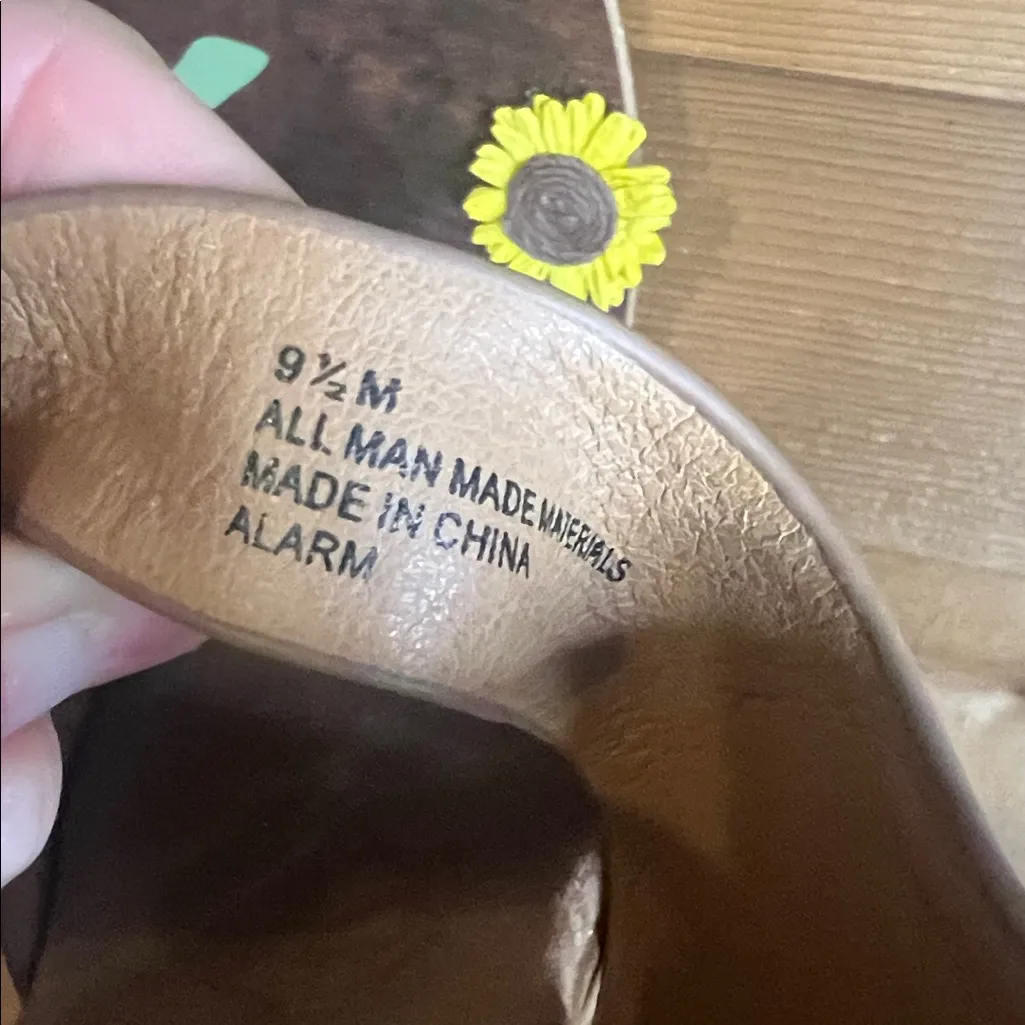 9½ M
ALL MAN MADE MATERIALS
MADE IN CHINA
ALARM